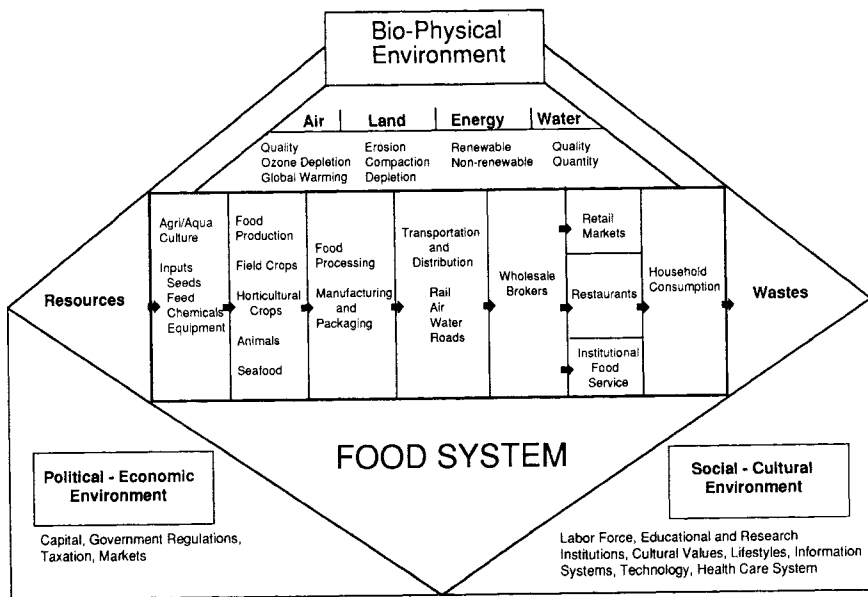 Bio-Physical
Environment
Air Land Energy Water
Quality
Ozone Depletion
Global Warming
Erosion
Compaction
Depletion
Renewable
Non-renewable
Quality
Quantity
Resources
Agri/Aqua
Culture
Inputs
Seeds
Feed
Chemicals
Equipment
Food
Production
Field Crops
Horticultural
Crops
Animals
Seafood
Food
Processing
Manufacturing
and
Packaging
Transportation
and
Distribution
Rail
Air
Water
Roads
Wholesale
Brokers
Retail
Markets
Restaurants
Institutional
Food
Service
Household
Consumption
Wastes
FOOD SYSTEM
Political - Economic
Environment
Capital, Government Regulations,
Taxation, Markets
Social - Cultural
Environment
Labor Force, Educational and Research
Institutions, Cultural Values, Lifestyles, Information
Systems, Technology, Health Care System